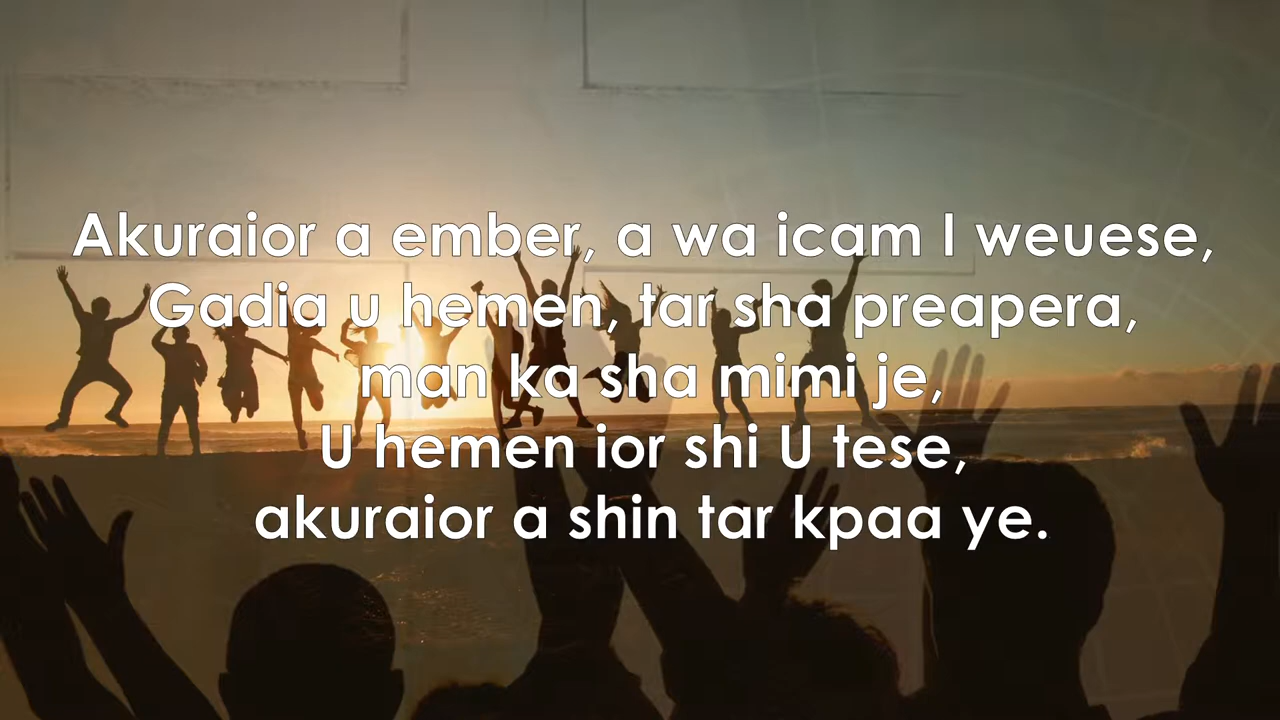 Akuraior a ember, a wa icam I weuese,
Gadia u hemen, tar sha preapera,
man ka sha mimi je,
U hemen ior shi U tese,
akuraior a shin tar kpaa ye.